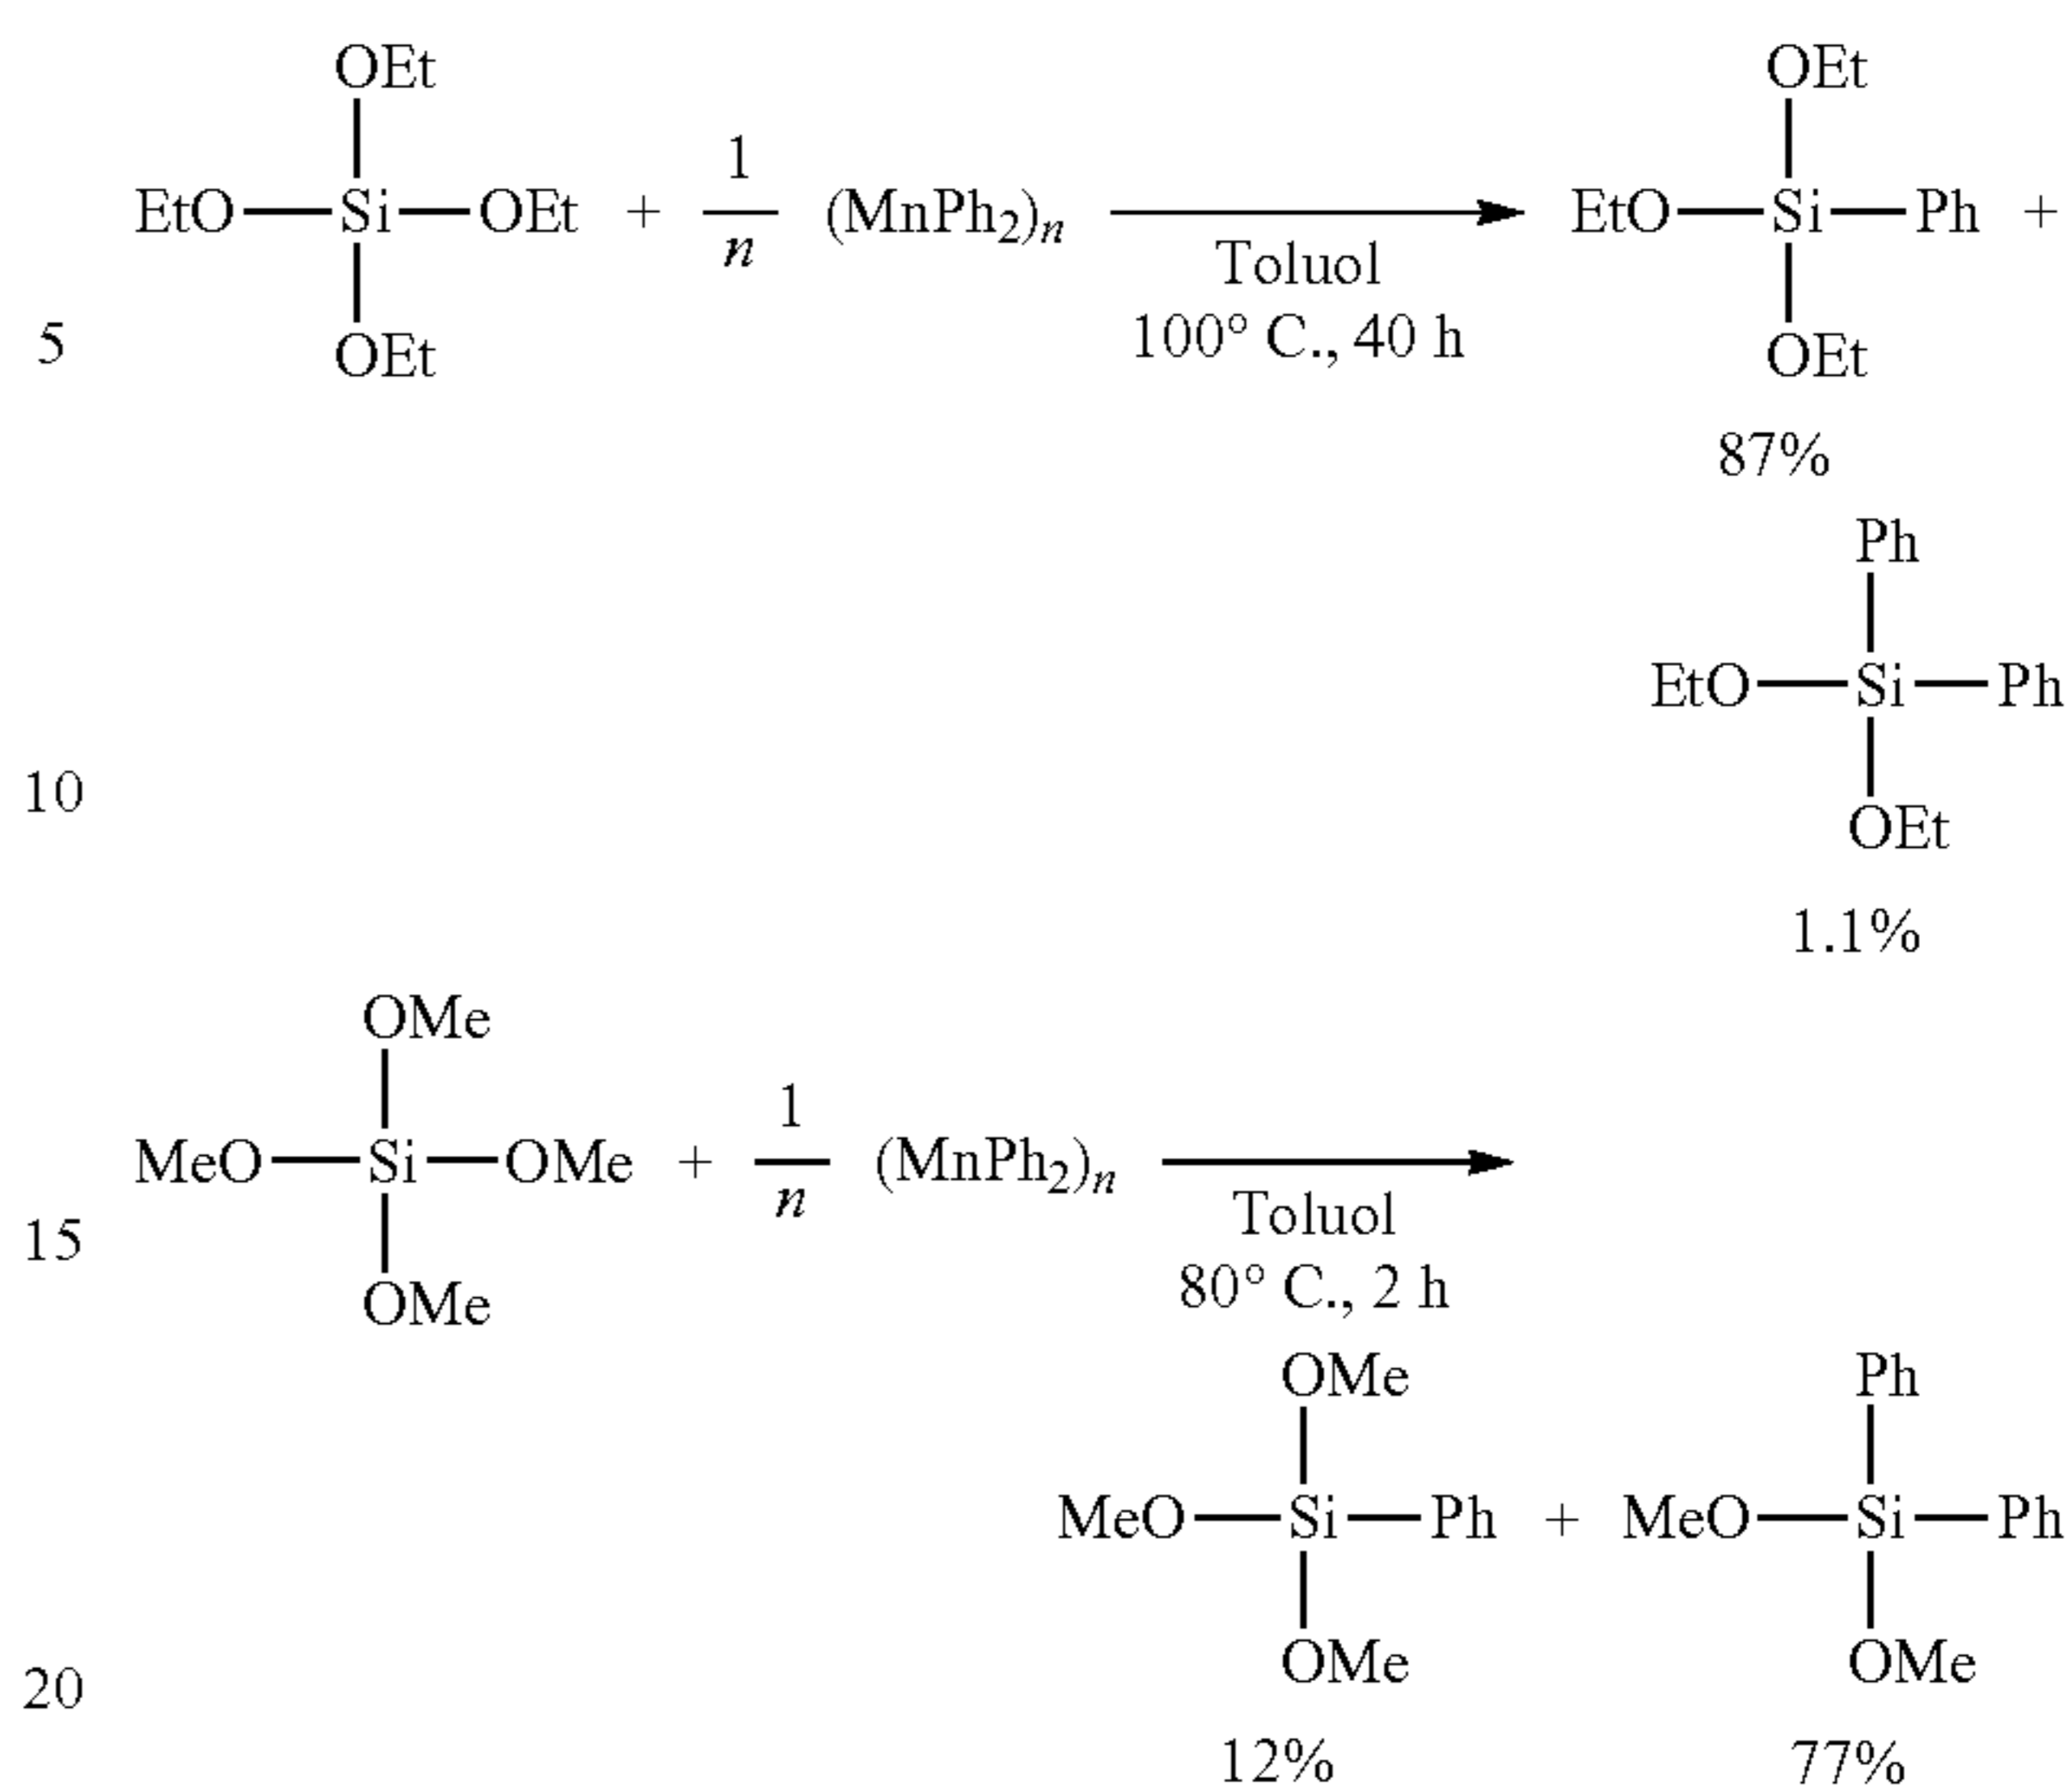 OEt OEt
1
EtO—Si—OEt + — (MnPh₂)ₙ EtO—Si—Ph +
n
Toluol
5 OEt 100° C., 40 h OEt
87%
Ph
EtO—Si—Ph
10 OEt
1.1%
OMe
1
MeO—Si—OMe + — (MnPh₂)ₙ
n
Toluol
15
OMe 80° C., 2 h
OMe Ph
MeO—Si—Ph + MeO—Si—Ph
OMe OMe
20
12% 77%